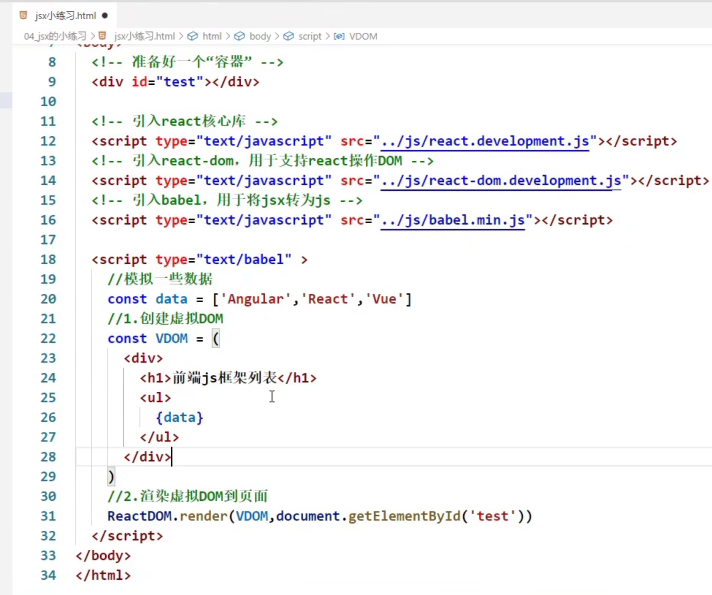 jsx小练习.html ●
04_jsx的小练习 > jsx小练习.html > html > body > script > VDOM
7 <body>
8 <!-- 准备好一个“容器” -->
9 <div id="test"></div>
10
11 <!-- 引入react核心库 -->
12 <script type="text/javascript" src="../js/react.development.js"></script>
13 <!-- 引入react-dom，用于支持react操作DOM -->
14 <script type="text/javascript" src="../js/react-dom.development.js"></script>
15 <!-- 引入babel，用于将jsx转为js -->
16 <script type="text/javascript" src="../js/babel.min.js"></script>
17
18 <script type="text/babel" >
19 //模拟一些数据
20 const data = ['Angular','React','Vue']
21 //1.创建虚拟DOM
22 const VDOM = (
23 <div>
24 <h1>前端js框架列表</h1>
25 <ul>
26 {data}
27 </ul>
28 </div>
29 )
30 //2.渲染虚拟DOM到页面
31 ReactDOM.render(VDOM,document.getElementById('test'))
32 </script>
33 </body>
34 </html>